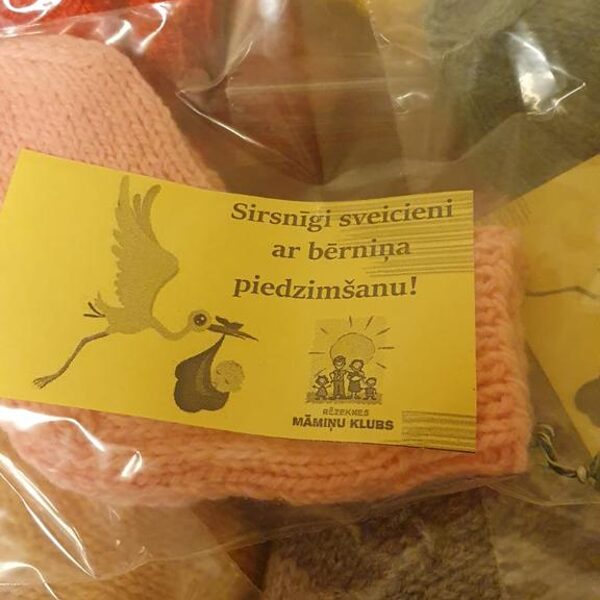 Sirsnīgi sveicieni
ar bērniņa
piedzimšanu!
RĒZEKNES
MĀMIŅU KLUBS